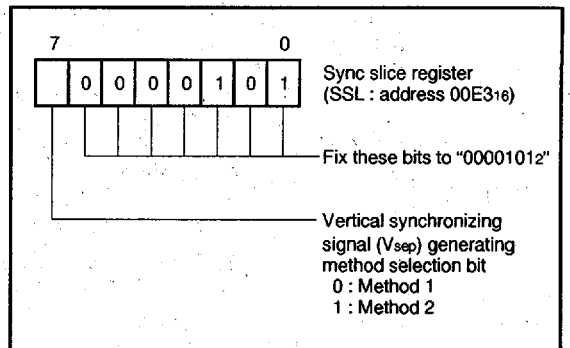 7 0
0 0 0 0 1 0 1
Sync slice register
(SSL : address 00E316)
Fix these bits to “00001012”
Vertical synchronizing
signal (Vsep) generating
method selection bit
0 : Method 1
1 : Method 2